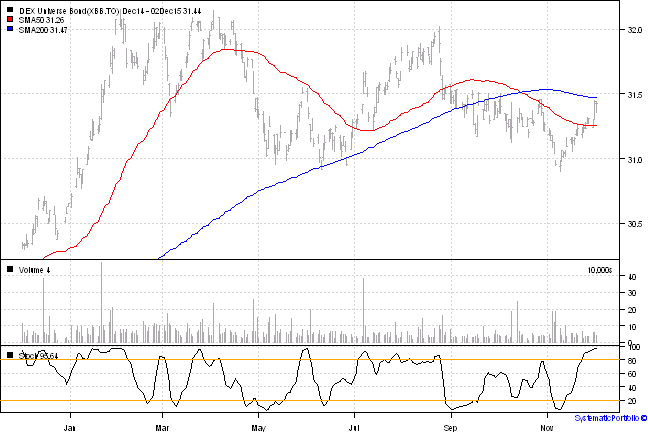 DEX Universe Bond(XBB.TO) Dec14 - 02Dec15 31.44
SMA50 31.26
SMA200 31.47
32.0
31.5
31.0
30.5
Volume 4
10,000s
40
30
20
10
0
Stock 96.64
100
80
60
40
20
Jan Mar May Jul Sep Nov
SystematicPortfolio ©